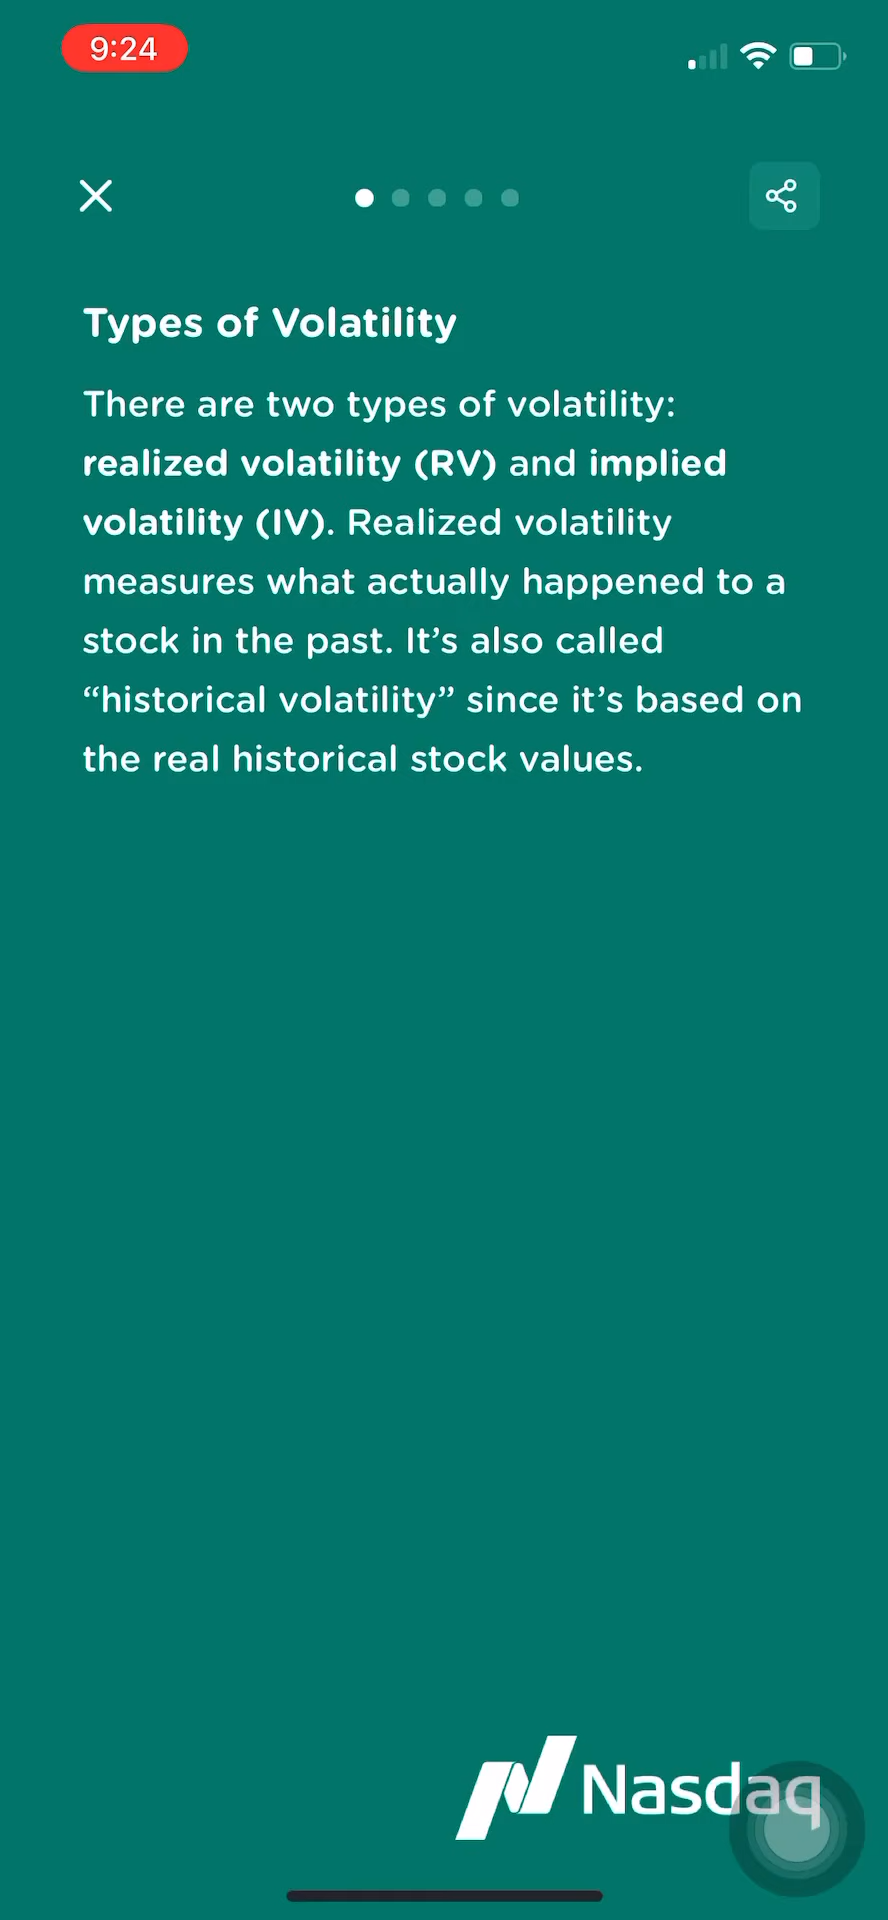 9:24
Types of Volatility
There are two types of volatility:
realized volatility (RV) and implied
volatility (IV). Realized volatility
measures what actually happened to a
stock in the past. It’s also called
“historical volatility” since it’s based on
the real historical stock values.
Nasdaq